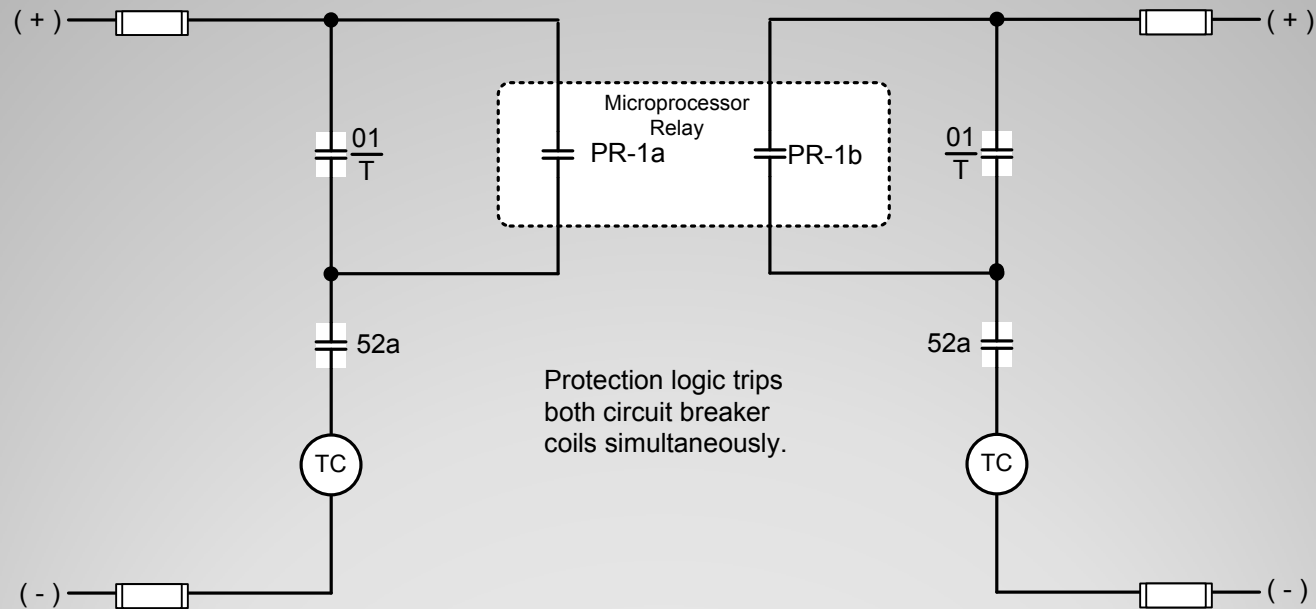 ( + )
( + )
Microprocessor
Relay
01
T
PR-1a
PR-1b
01
T
52a
52a
Protection logic trips
both circuit breaker
coils simultaneously.
TC
TC
( - )
( - )